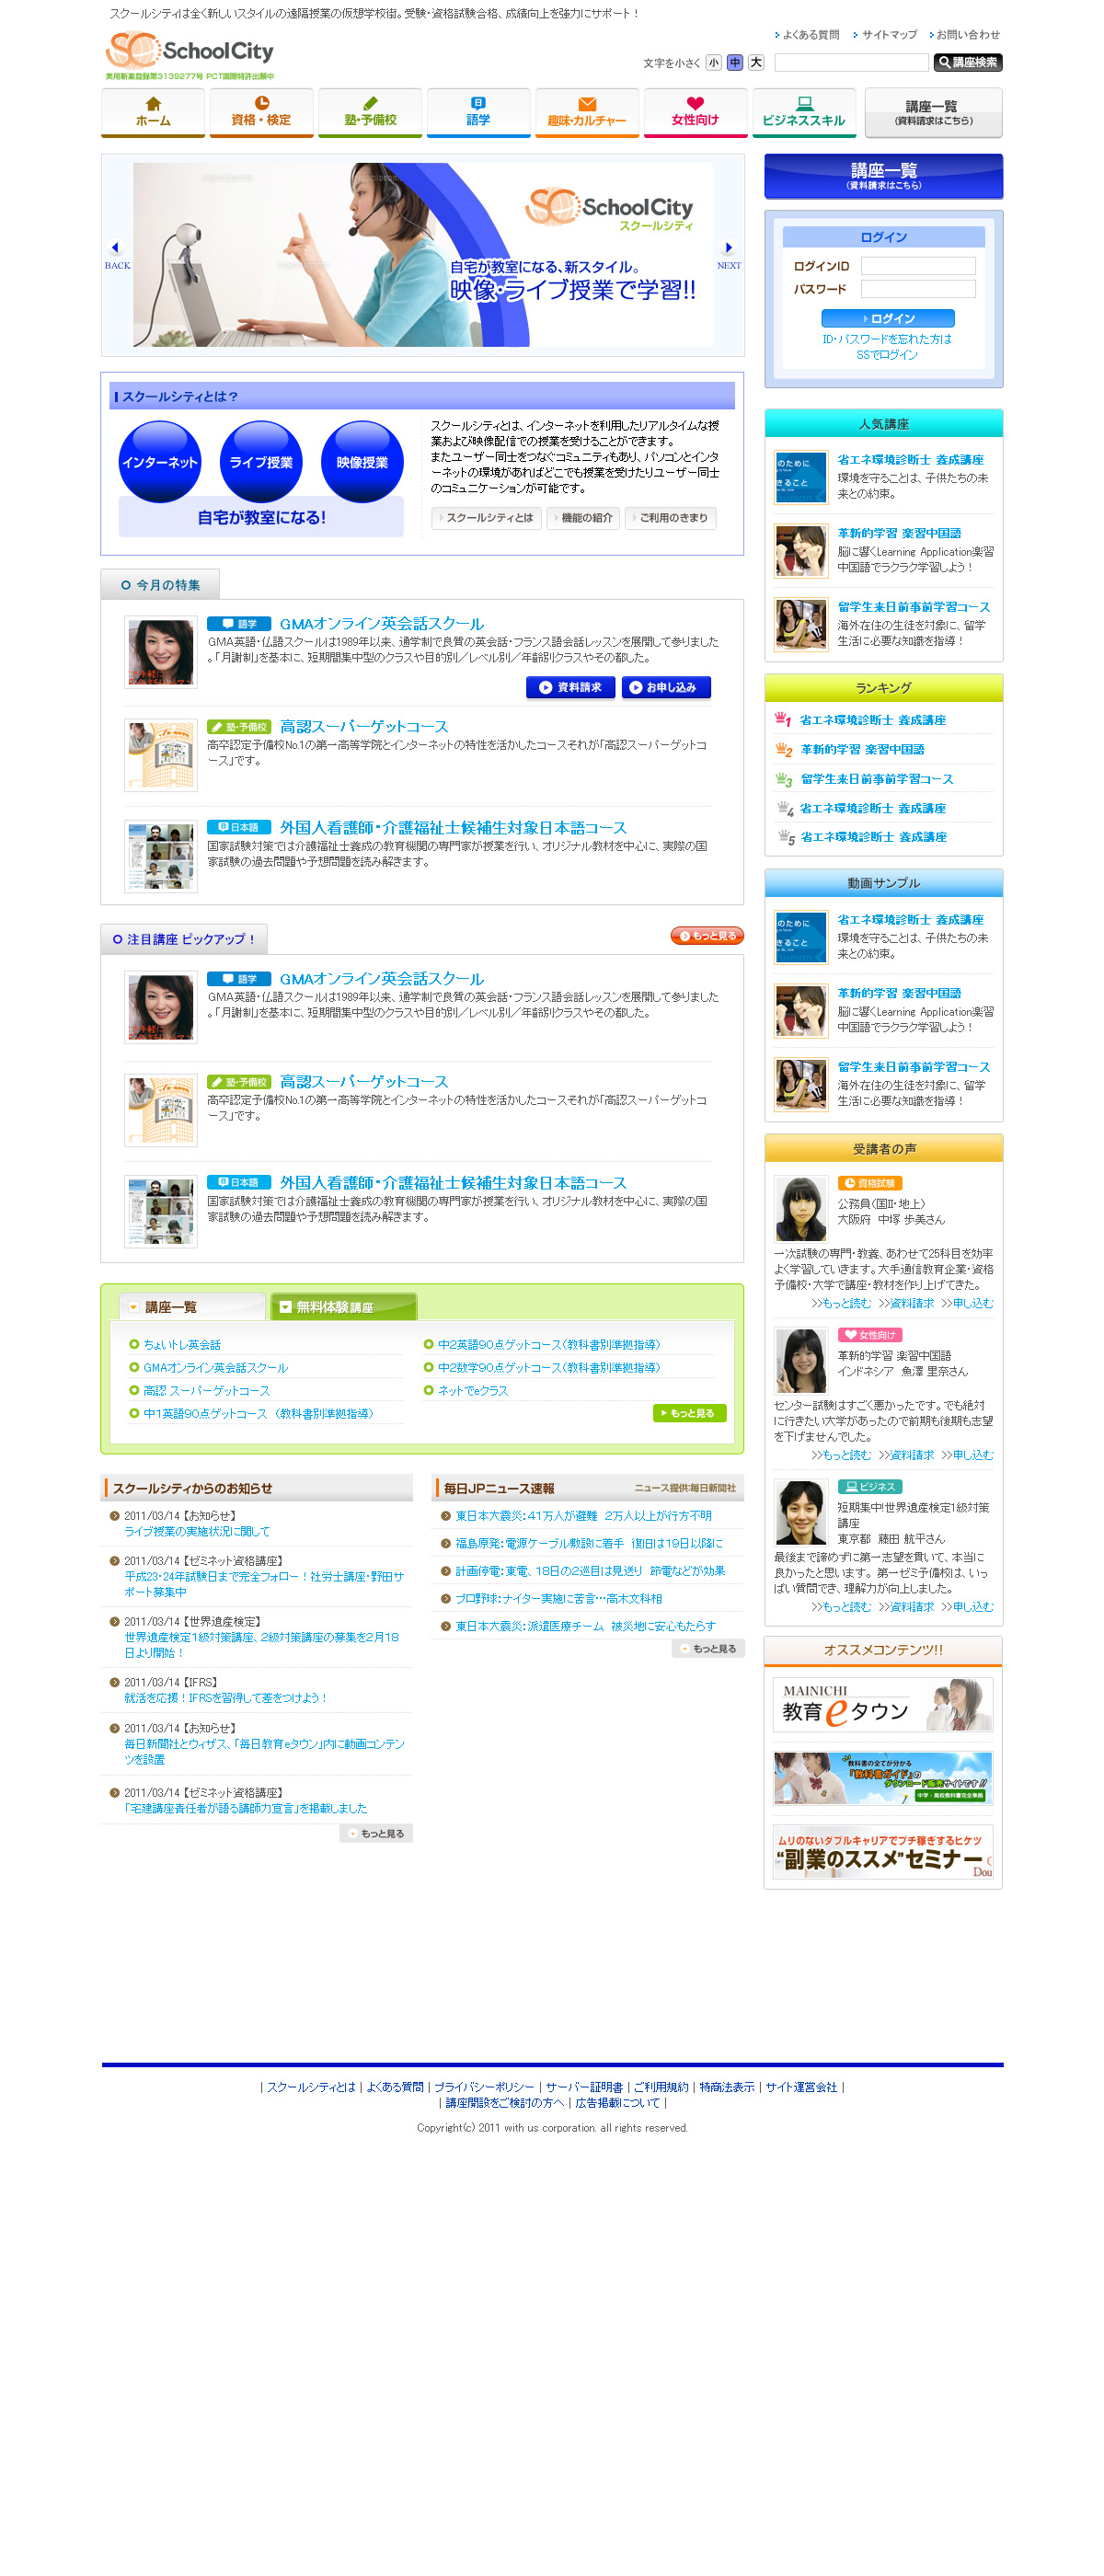 スクールシティは全く新しいスタイルの遠隔授業の仮想学校街。受験・資格試験合格、成績向上を強力にサポート！
よくある質問 サイトマップ お問い合わせ
SchoolCity
実用新案登録第3139277号 PCT国際特許出願中
文字を小さく 小 中 大 講座検索
ホーム 資格・検定 塾・予備校 語学 趣味・カルチャー 女性向け ビジネススキル 講座一覧
(資料請求はこちら)
BACK
SchoolCity
スクールシティ
自宅が教室になる、新スタイル。
映像・ライブ授業で学習!!
NEXT
講座一覧
(資料請求はこちら)
ログイン
ログインID
パスワード
ログイン
ID・パスワードを忘れた方は
SSでログイン
スクールシティとは？
インターネット ライブ授業 映像授業
自宅が教室になる!
スクールシティとは、インターネットを利用したリアルタイムな授
業および映像配信での授業を受けることができます。
またユーザー同士をつなぐコミュニティもあり、パソコンとインタ
ーネットの環境があればどこでも授業を受けたりユーザー同士
のコミュニケーションが可能です。
スクールシティとは 機能の紹介 ご利用のきまり
今月の特集
語学 GMAオンライン英会話スクール
GMA英語・仏語スクールは1989年以来、通学制で良質の英会話・フランス語会話レッスンを展開して参りました
。「月謝制」を基本に、短期間集中型のクラスや目的別／レベル別／年齢別クラスやその都した。
資料請求 お申し込み
塾・予備校 高認スーパーゲットコース
高卒認定予備校No.1の第一高等学院とインターネットの特性を活かしたコースそれが「高認スーパーゲットコ
ース」です。
日本語 外国人看護師・介護福祉士候補生対象日本語コース
国家試験対策では介護福祉士養成の教育機関の専門家が授業を行い、オリジナル教材を中心に、実際の国
家試験の過去問題や予想問題を読み解きます。
注目講座 ピックアップ！
もっと見る
語学 GMAオンライン英会話スクール
GMA英語・仏語スクールは1989年以来、通学制で良質の英会話・フランス語会話レッスンを展開して参りました
。「月謝制」を基本に、短期間集中型のクラスや目的別／レベル別／年齢別クラスやその都した。
塾・予備校 高認スーパーゲットコース
高卒認定予備校No.1の第一高等学院とインターネットの特性を活かしたコースそれが「高認スーパーゲットコ
ース」です。
日本語 外国人看護師・介護福祉士候補生対象日本語コース
国家試験対策では介護福祉士養成の教育機関の専門家が授業を行い、オリジナル教材を中心に、実際の国
家試験の過去問題や予想問題を読み解きます。
講座一覧 無料体験講座
ちょいトレ英会話
GMAオンライン英会話スクール
高認 スーパーゲットコース
中1英語90点ゲットコース （教科書別準拠指導）
中2英語90点ゲットコース（教科書別準拠指導）
中2数学90点ゲットコース（教科書別準拠指導）
ネットでeクラス
もっと見る
スクールシティからのお知らせ
2011/03/14 【お知らせ】
ライブ授業の実施状況に関して
2011/03/14 【ゼミネット資格講座】
平成23・24年試験日まで完全フォロー！社労士講座・野田サ
ポート募集中
2011/03/14 【世界遺産検定】
世界遺産検定1級対策講座、2級対策講座の募集を2月18
日より開始！
2011/03/14 【IFRS】
就活を応援！IFRSを習得して差をつけよう！
2011/03/14 【お知らせ】
毎日新聞社とウィザス、「毎日教育eタウン」内に動画コンテン
ツを設置
2011/03/14 【ゼミネット資格講座】
「宅建講座責任者が語る講師力宣言」を掲載しました
もっと見る
毎日JPニュース速報 ニュース提供:毎日新聞社
東日本大震災：41万人が避難 2万人以上が行方不明
福島原発：電源ケーブル敷設に着手 復旧は19日以降に
計画停電：東電、18日の2巡目は見送り 節電などが効果
プロ野球：ナイター実施に苦言…高木文科相
東日本大震災：派遣医療チーム 被災地に安心もたらす
もっと見る
人気講座
のために
きること
省エネ環境診断士 養成講座
環境を守ることは、子供たちの未
来との約束。
革新的学習 楽習中国語
脳に響くLearning Application楽習
中国語でラクラク学習しよう！
留学生来日前事前学習コース
海外在住の生徒を対象に、留学
生活に必要な知識を指導！
ランキング
1 省エネ環境診断士 養成講座
2 革新的学習 楽習中国語
3 留学生来日前事前学習コース
4 省エネ環境診断士 養成講座
5 省エネ環境診断士 養成講座
動画サンプル
のために
きること
省エネ環境診断士 養成講座
環境を守ることは、子供たちの未
来との約束。
革新的学習 楽習中国語
脳に響くLearning Application楽習
中国語でラクラク学習しよう！
留学生来日前事前学習コース
海外在住の生徒を対象に、留学
生活に必要な知識を指導！
受講者の声
資格試験
公務員（国II・地上）
大阪府 中塚 歩美さん
一次試験の専門・教養、あわせて25科目を効率
よく学習していきます。大手通信教育企業・資格
予備校・大学で講座・教材を作り上げてきた。
>>もっと読む >>資料請求 >>申し込む
女性向け
革新的学習 楽習中国語
インドネシア 魚澤 里奈さん
センター試験はすごく悪かったです。でも絶対
に行きたい大学があったので前期も後期も志望
を下げませんでした。
>>もっと読む >>資料請求 >>申し込む
ビジネス
短期集中!世界遺産検定1級対策
講座
東京都 藤田 航平さん
最後まで諦めずに第一志望を貫いて、本当に
良かったと思います。 第一ゼミ予備校は、いっ
ぱい質問でき、理解力が向上しました。
>>もっと読む >>資料請求 >>申し込む
オススメコンテンツ!!
MAINICHI
教育eタウン
教科書の全てが分かる
「教科書ガイド」の
ダウンロード販売サイトです!!
中学・高校教科書完全準拠
ムリのないダブルキャリアでプチ稼ぎするヒケツ
“副業のススメ”セミナー
Dou
| スクールシティとは | よくある質問 | プライバシーポリシー | サーバー証明書 | ご利用規約 | 特商法表示 | サイト運営会社 |
| 講座開設をご検討の方へ | 広告掲載について |
Copyright(c) 2011 with us corporation. all rights reserved.